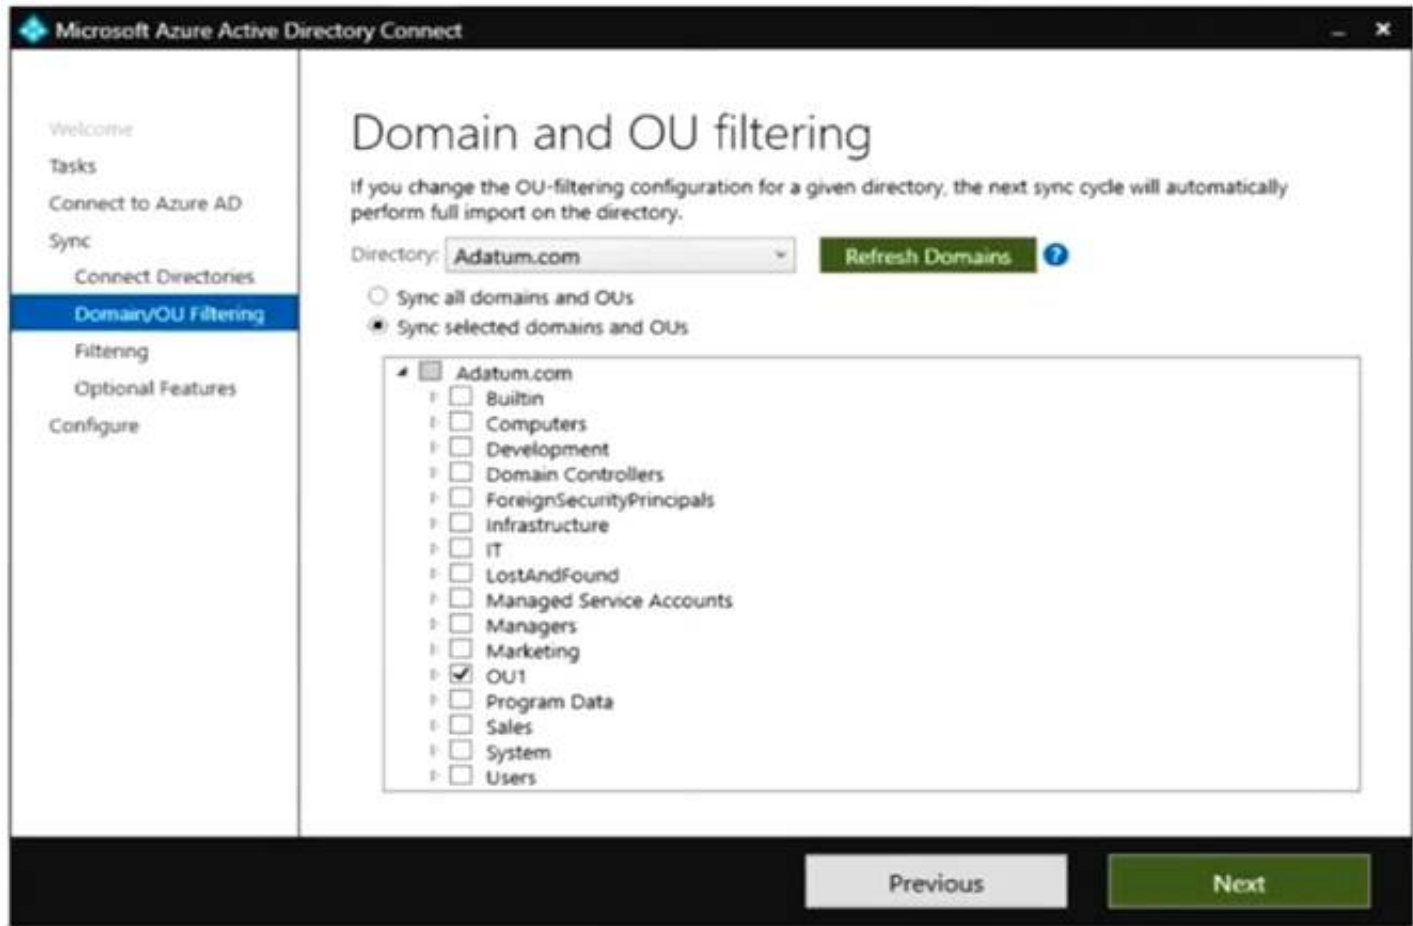 Microsoft Azure Active Directory Connect
Welcome
Tasks
Connect to Azure AD
Sync
Connect Directories
Domain/OU Filtering
Filtering
Optional Features
Configure
Domain and OU filtering
If you change the OU-filtering configuration for a given directory, the next sync cycle will automatically
perform full import on the directory.
Directory: Adatum.com Refresh Domains ?
Sync all domains and OUs
Sync selected domains and OUs
Adatum.com
Builtin
Computers
Development
Domain Controllers
ForeignSecurityPrincipals
Infrastructure
IT
LostAndFound
Managed Service Accounts
Managers
Marketing
OU1
Program Data
Sales
System
Users
Previous Next